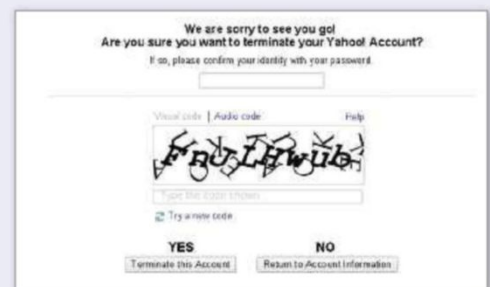 We are sorry to see you go!
Are you sure you want to terminate your Yahoo! Account?
If so, please confirm your identity with your password.
Visual code | Audio code Help
Type the code shown
Try a new code
YES NO
Terminate this Account Return to Account Information